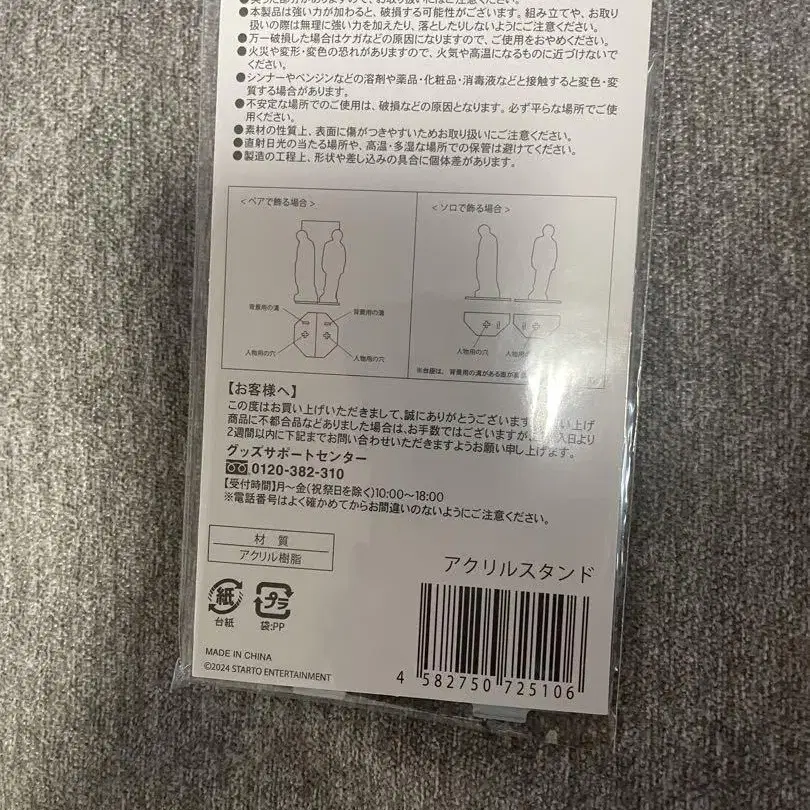 ●本製品は強い力が加わると、破損する可能性がございます。組み立てや、お取り
扱いの際は無理に強い力を加えたり、落としたりしないようにご注意ください。
●万一破損した場合はケガなどの原因になりますので、ご使用をおやめください。
●火災や変形・変色の恐れがありますので、火気や高温になるものに近づけないで
ください。
●シンナーやベンジンなどの溶剤や薬品・化粧品・消毒液などと接触すると変色・変
質する場合があります。
●不安定な場所でのご使用は、破損などの原因となります。必ず平らな場所でご使
用ください。
●素材の性質上、表面に傷がつきやすいためお取り扱いにご注意ください。
●直射日光の当たる場所や、高温・多湿な場所での保管は避けてください。
●製造の工程上、形状や差し込みの具合に個体差があります。
<ペアで飾る場合>
背景用の溝
背景用の溝
人物用の穴
人物用の穴
<ソロで飾る場合>
人物用の穴
人物用の穴
※台座は、背景用の溝がある面が
【お客様へ】
この度はお買い上げいただきまして、誠にありがとうございます。 い上げ
商品に不都合品などありました場合は、お手数ではございますが 入日より
2週間以内に下記までお問い合わせいただきますようお願い申し上げます。
グッズサポートセンター
0120-382-310
【受付時間】月〜金(祝祭日を除く)10:00〜18:00
※電話番号はよく確かめてからお間違いのないようにご注意ください。
材 質
アクリル樹脂
アクリルスタンド
紙
台紙
プラ
袋:PP
MADE IN CHINA
©2024 STARTO ENTERTAINMENT
4 582750 725106